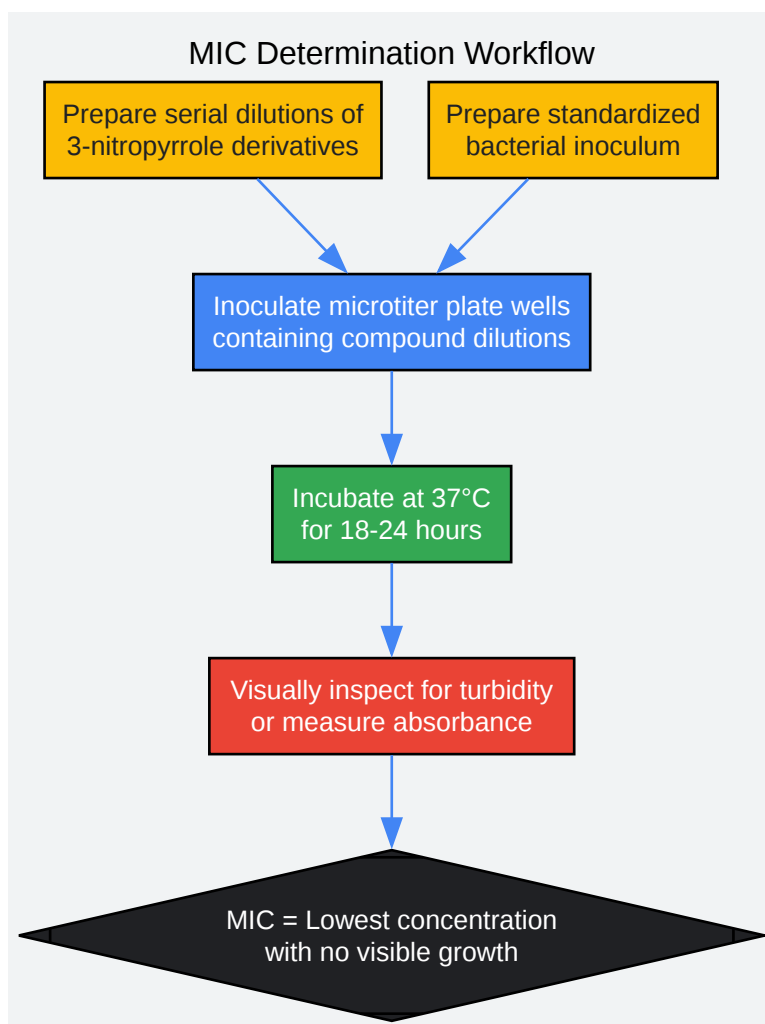 MIC Determination Workflow
Prepare serial dilutions of
3-nitropyrrole derivatives
Prepare standardized
bacterial inoculum
Inoculate microtiter plate wells
containing compound dilutions
Incubate at 37°C
for 18-24 hours
Visually inspect for turbidity
or measure absorbance
MIC = Lowest concentration
with no visible growth